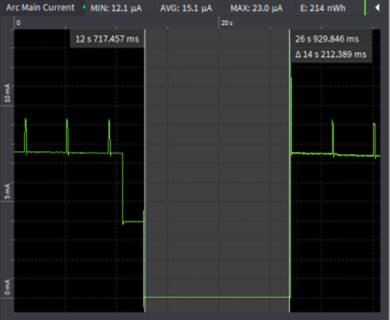 Arc Main Current MIN: 12.1 µA AVG: 15.1 µA MAX: 23.0 µA E: 214 nWh
0 20 s
12 s 717.457 ms
26 s 929.846 ms
Δ 14 s 212.389 ms
10 mA
5 mA
0 mA